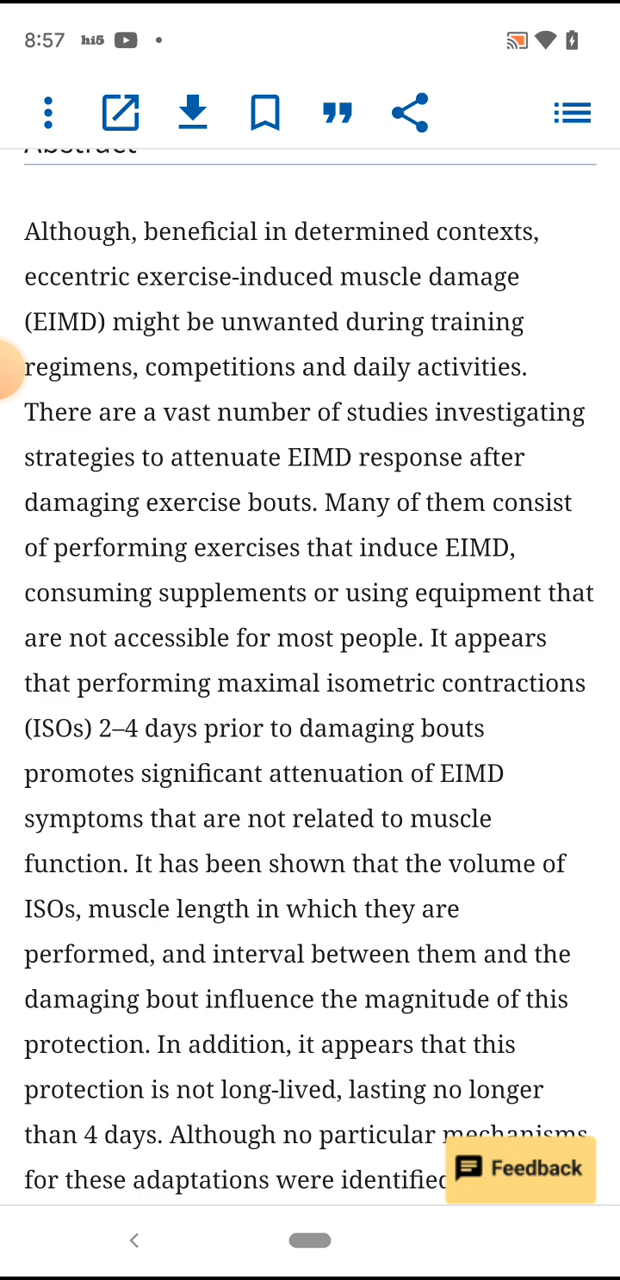 8:57 hi5
Abstract
Although, beneficial in determined contexts,
eccentric exercise-induced muscle damage
(EIMD) might be unwanted during training
regimens, competitions and daily activities.
There are a vast number of studies investigating
strategies to attenuate EIMD response after
damaging exercise bouts. Many of them consist
of performing exercises that induce EIMD,
consuming supplements or using equipment that
are not accessible for most people. It appears
that performing maximal isometric contractions
(ISOs) 2–4 days prior to damaging bouts
promotes significant attenuation of EIMD
symptoms that are not related to muscle
function. It has been shown that the volume of
ISOs, muscle length in which they are
performed, and interval between them and the
damaging bout influence the magnitude of this
protection. In addition, it appears that this
protection is not long-lived, lasting no longer
than 4 days. Although no particular mechanisms
for these adaptations were identified
Feedback